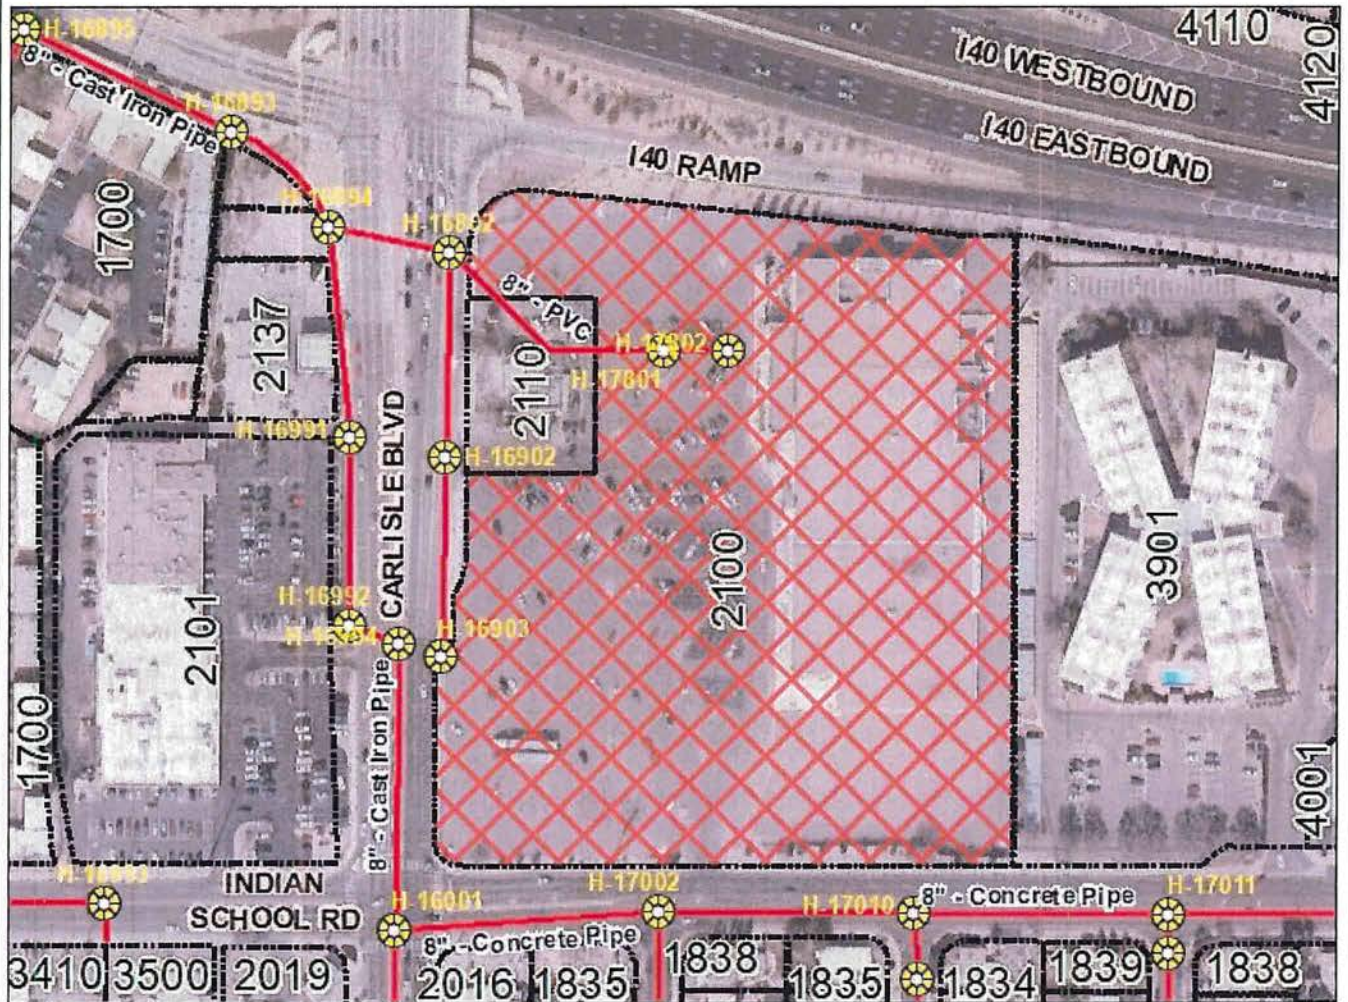 H-16895
8" - Cast Iron Pipe
H-16893
4110
4120
I40 WESTBOUND
I40 EASTBOUND
I40 RAMP
1700
H-16894
H-16892
8" - PVC
2137
2110
H-17802
H-17801
CARLISLE BLVD
H-16991
H-16902
2100
3901
H-16992
H-16903
2101
8" - Cast Iron Pipe
1700
4001
INDIAN
SCHOOL RD
H-16001
H-17002
H-17010
8" - Concrete Pipe
H-17011
8" - Concrete Pipe
3410
3500
2019
2016
1835
1838
1835
1834
1839
1838